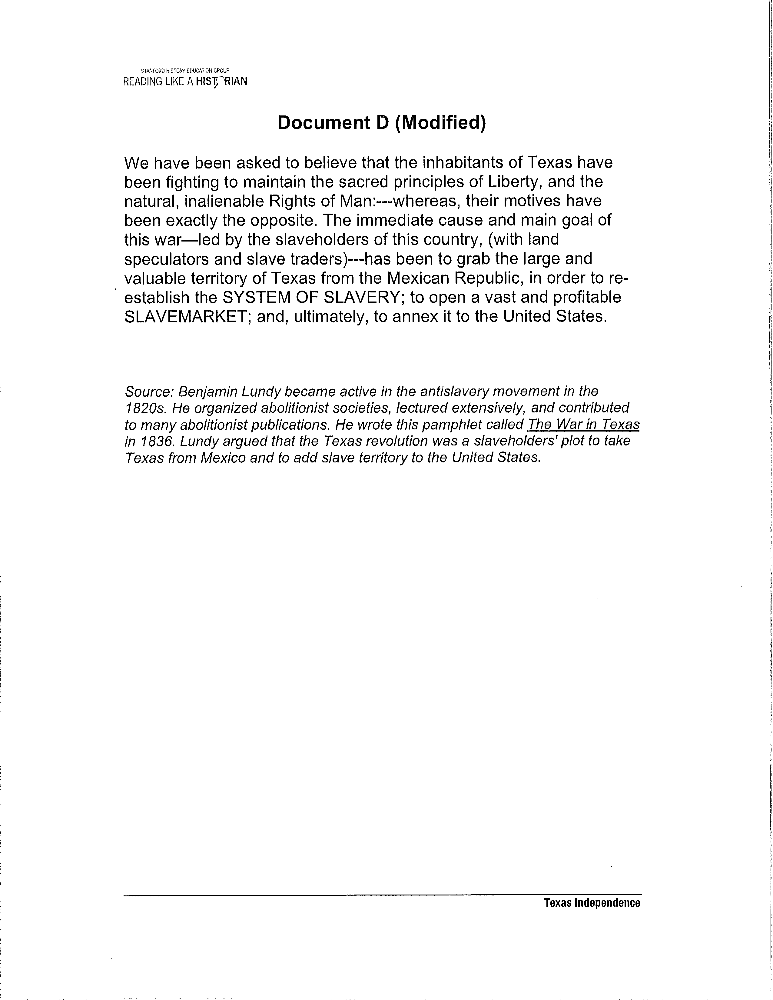 STANFORD HISTORY EDUCATION GROUP
READING LIKE A HISTORIAN
Document D (Modified)
We have been asked to believe that the inhabitants of Texas have
been fighting to maintain the sacred principles of Liberty, and the
natural, inalienable Rights of Man:---whereas, their motives have
been exactly the opposite. The immediate cause and main goal of
this war—led by the slaveholders of this country, (with land
speculators and slave traders)---has been to grab the large and
valuable territory of Texas from the Mexican Republic, in order to re-
establish the SYSTEM OF SLAVERY; to open a vast and profitable
SLAVEMARKET; and, ultimately, to annex it to the United States.
Source: Benjamin Lundy became active in the antislavery movement in the
1820s. He organized abolitionist societies, lectured extensively, and contributed
to many abolitionist publications. He wrote this pamphlet called The War in Texas
in 1836. Lundy argued that the Texas revolution was a slaveholders' plot to take
Texas from Mexico and to add slave territory to the United States.
Texas Independence